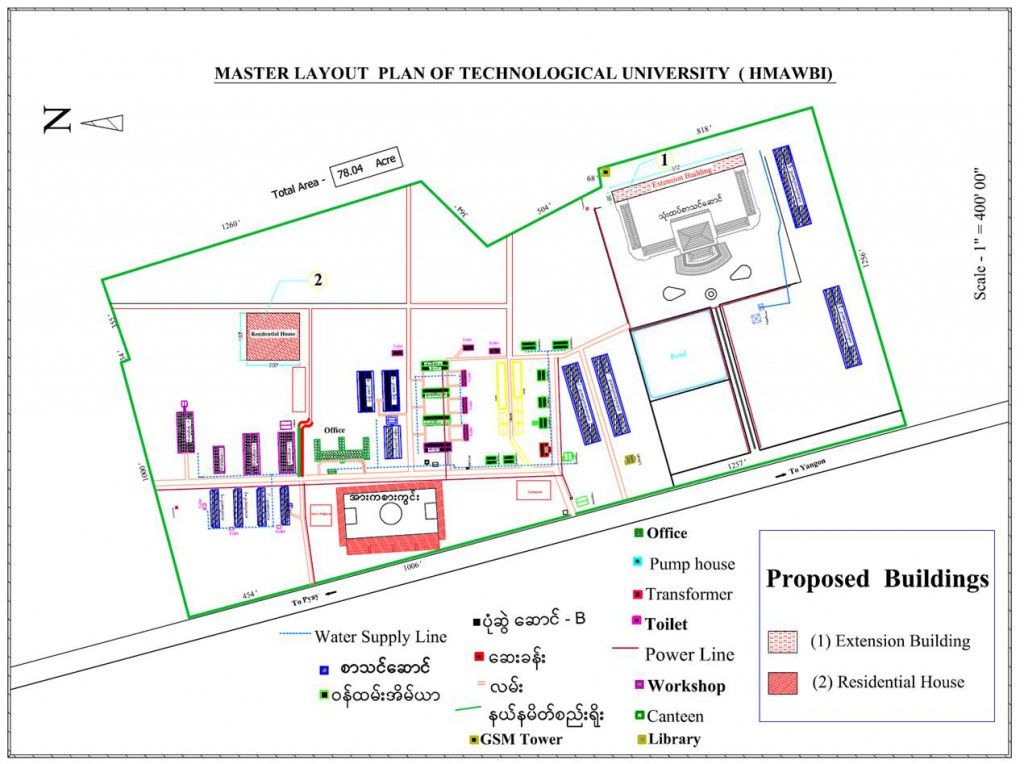 MASTER LAYOUT PLAN OF TECHNOLOGICAL UNIVERSITY ( HMAWBI)
N
Total Area - 78.04 Acre
818'
1
68'
Extension Building
သုံးထပ်စာသင်ဆောင်
504'
364'
1260'
1256'
Scale - 1" = 400' 00"
2
Residential House
200'
Pond
Office
1000'
အားကစားကွင်း
1257'
To Yangon
1006'
454'
To Pyay
Office
Pump house
Transformer
Toilet
Power Line
Workshop
Canteen
Library
Water Supply Line
စာသင်ဆောင်
ဝန်ထမ်းအိမ်ယာ
ပုံဆွဲ ဆောင် - B
ဆေးခန်း
လမ်း
နယ်နမိတ်စည်းရိုး
GSM Tower
Proposed Buildings
(1) Extension Building
(2) Residential House